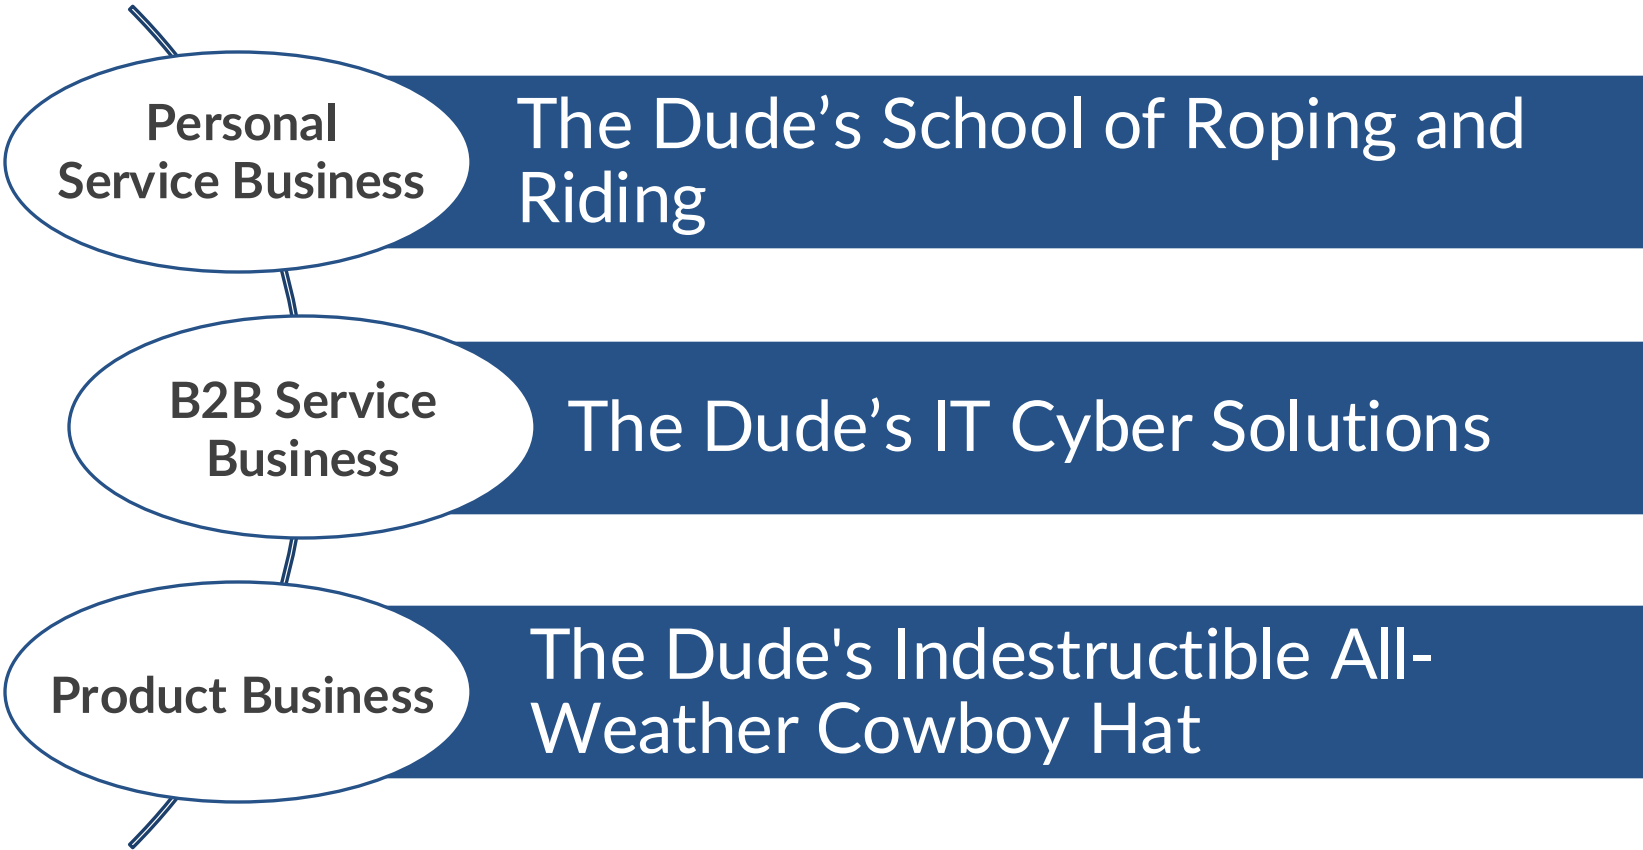 Personal
Service Business
The Dude’s School of Roping and
Riding
B2B Service
Business
The Dude’s IT Cyber Solutions
Product Business
The Dude's Indestructible All-
Weather Cowboy Hat